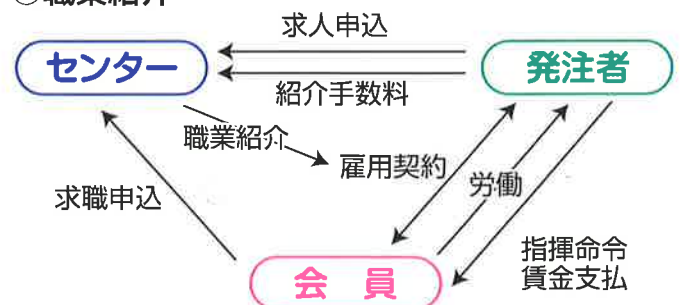 ○職業紹介
求人申込
センター
発注者
紹介手数料
職業紹介
雇用契約
労働
求職申込
指揮命令
賃金支払
会員